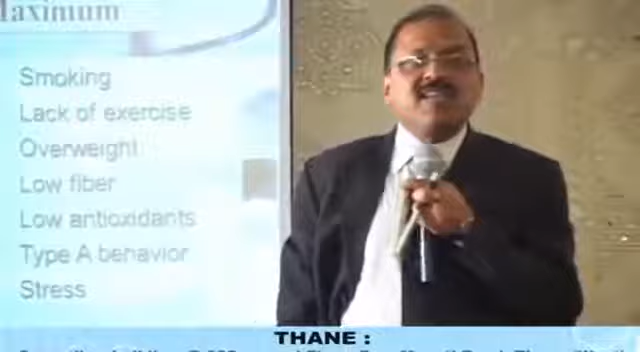 Maximum
Smoking
Lack of exercise
Overweight
Low fiber
Low antioxidants
Type A behavior
Stress
THANE :